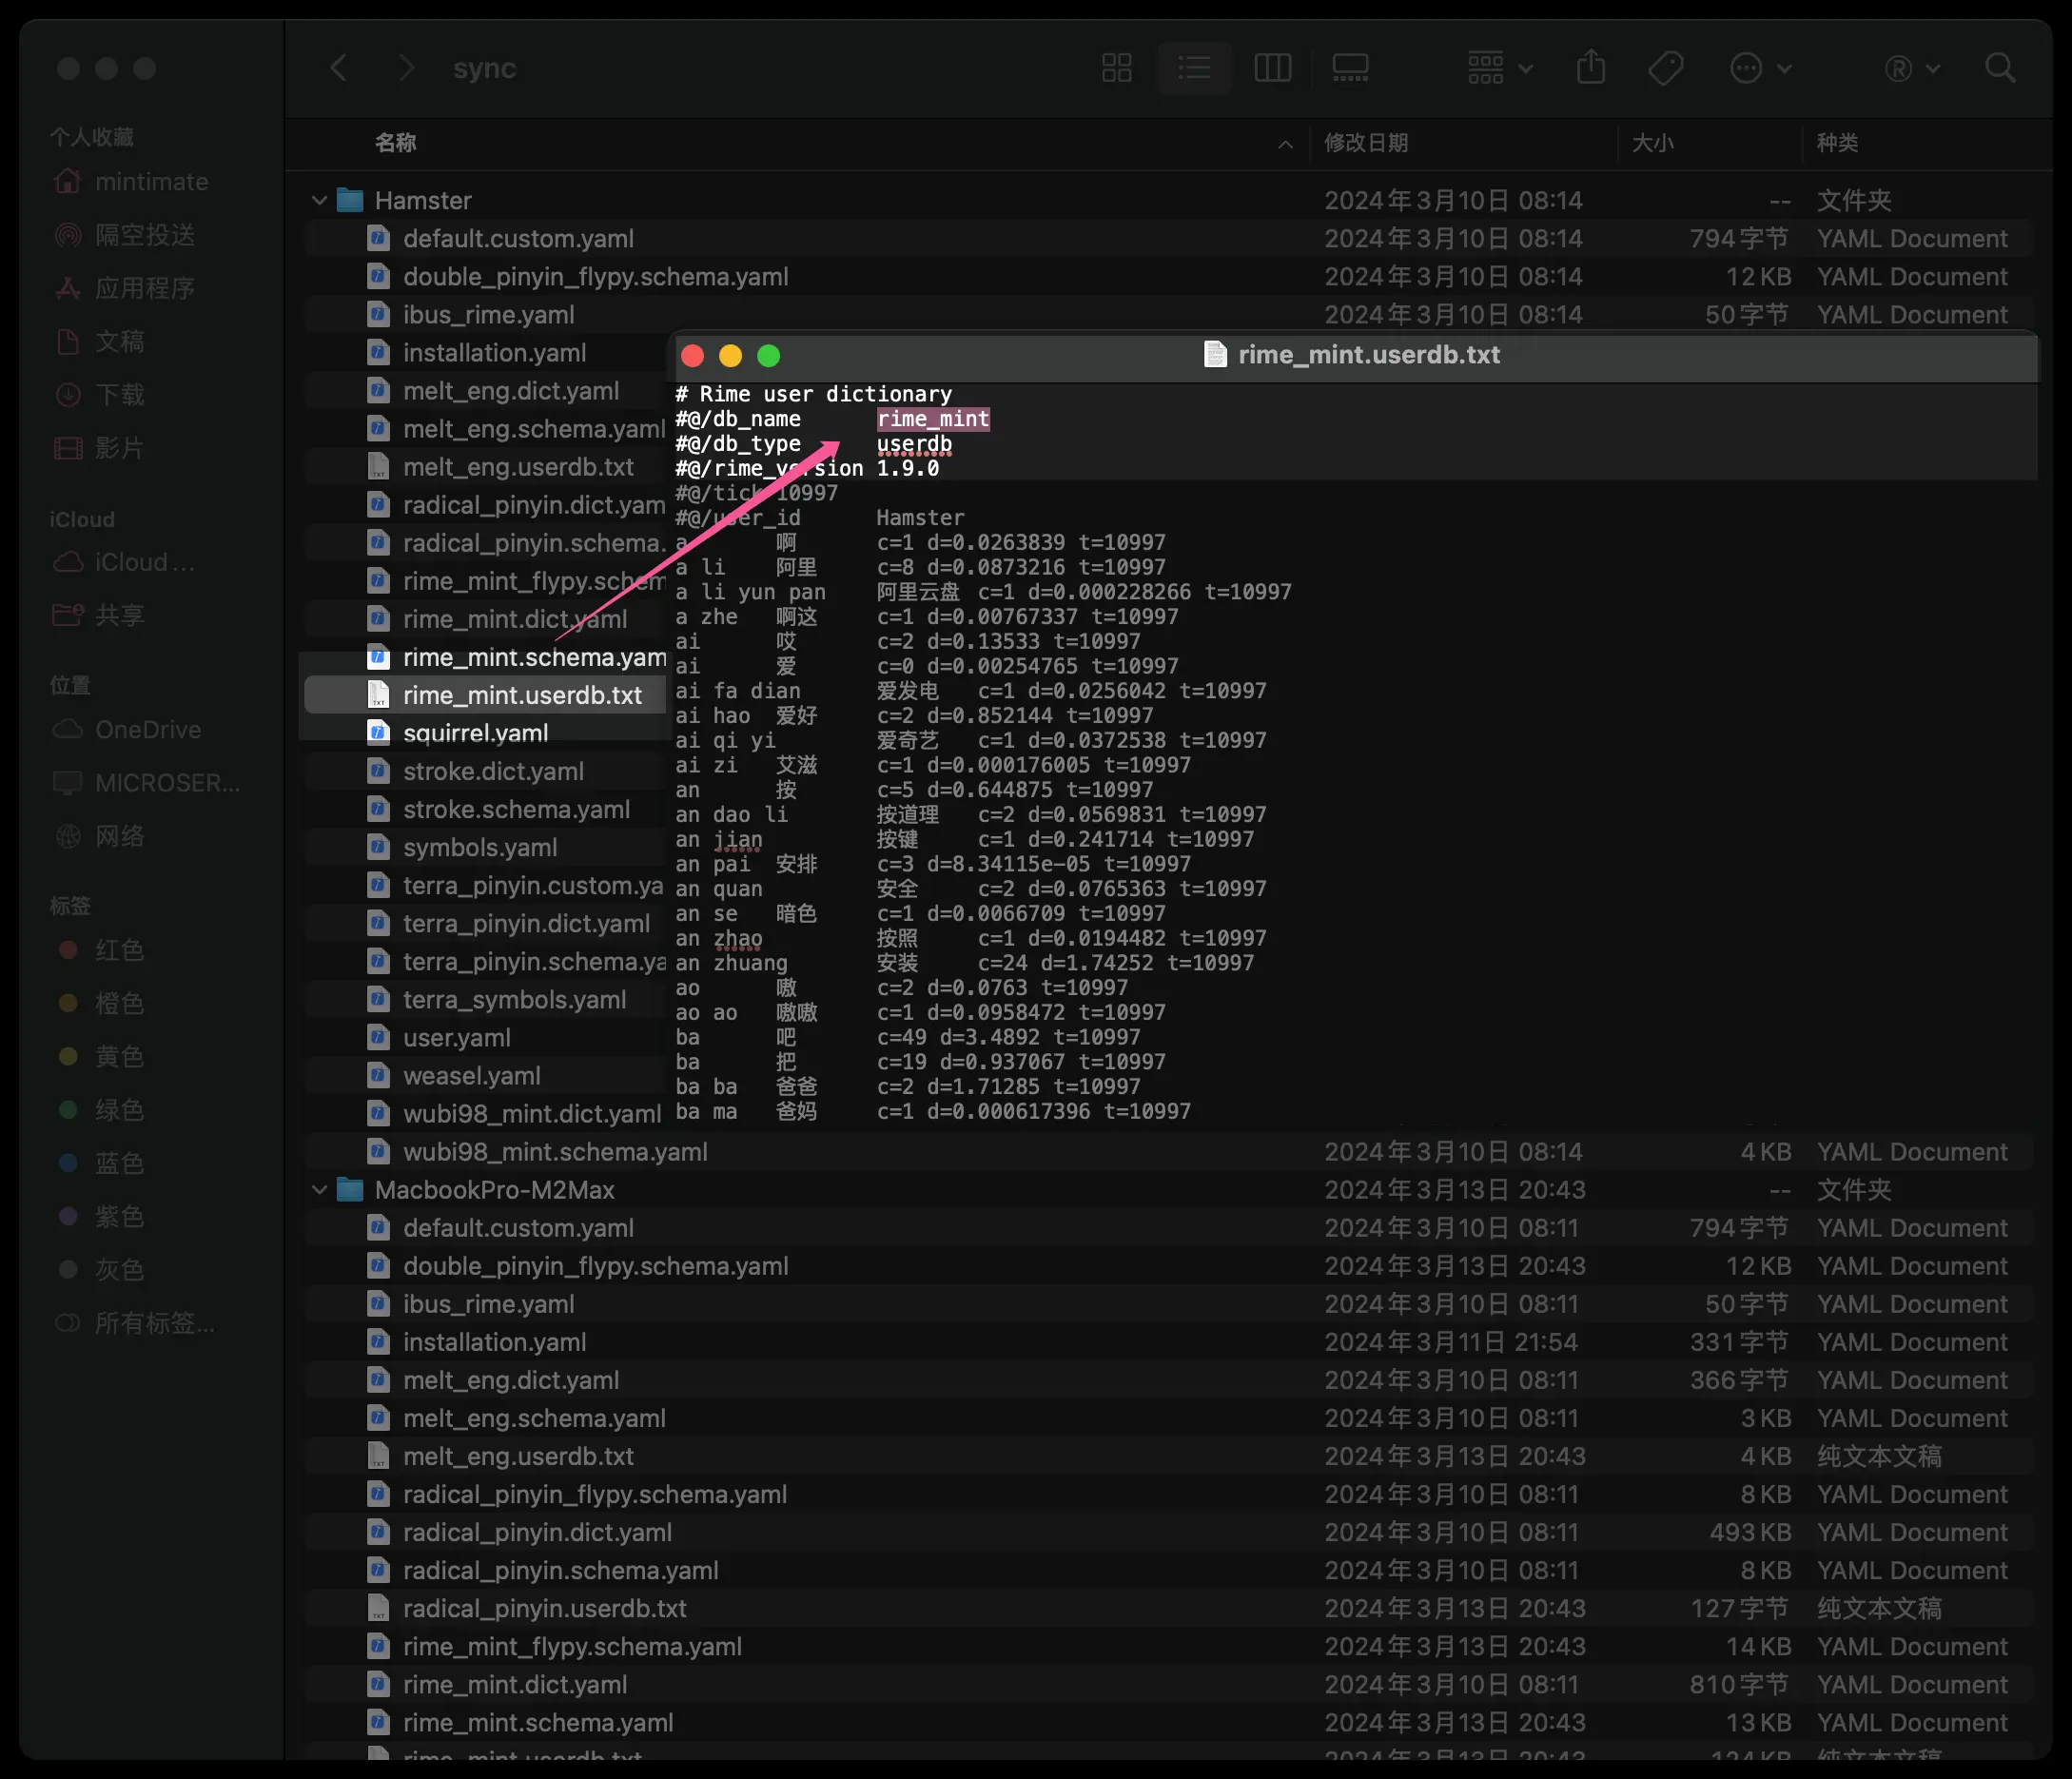 sync
个人收藏
mintimate
隔空投送
应用程序
文稿
下载
影片
iCloud
iCloud...
共享
位置
OneDrive
MICROSER...
网络
标签
红色
橙色
黄色
绿色
蓝色
紫色
灰色
所有标签...
名称 修改日期 大小 种类
Hamster 2024年3月10日 08:14 -- 文件夹
default.custom.yaml 2024年3月10日 08:14 794字节 YAML Document
double_pinyin_flypy.schema.yaml 2024年3月10日 08:14 12 KB YAML Document
ibus_rime.yaml 2024年3月10日 08:14 50字节 YAML Document
installation.yaml
melt_eng.dict.yaml
melt_eng.schema.yaml
melt_eng.userdb.txt
radical_pinyin.dict.yam
radical_pinyin.schema.
rime_mint_flypy.schem
rime_mint.dict.yaml
rime_mint.schema.yam
rime_mint.userdb.txt
squirrel.yaml
stroke.dict.yaml
stroke.schema.yaml
symbols.yaml
terra_pinyin.custom.ya
terra_pinyin.dict.yaml
terra_pinyin.schema.ya
terra_symbols.yaml
user.yaml
weasel.yaml
wubi98_mint.dict.yaml
rime_mint.userdb.txt
# Rime user dictionary
#@/db_name rime_mint
#@/db_type userdb
#@/rime_version 1.9.0
#@/tick 10997
#@/user_id Hamster
a 啊 c=1 d=0.0263839 t=10997
a li 阿里 c=8 d=0.0873216 t=10997
a li yun pan 阿里云盘 c=1 d=0.000228266 t=10997
a zhe 啊这 c=1 d=0.00767337 t=10997
ai 哎 c=2 d=0.13533 t=10997
ai 爱 c=0 d=0.00254765 t=10997
ai fa dian 爱发电 c=1 d=0.0256042 t=10997
ai hao 爱好 c=2 d=0.852144 t=10997
ai qi yi 爱奇艺 c=1 d=0.0372538 t=10997
ai zi 艾滋 c=1 d=0.000176005 t=10997
an 按 c=5 d=0.644875 t=10997
an dao li 按道理 c=2 d=0.0569831 t=10997
an jian 按键 c=1 d=0.241714 t=10997
an pai 安排 c=3 d=8.34115e-05 t=10997
an quan 安全 c=2 d=0.0765363 t=10997
an se 暗色 c=1 d=0.0066709 t=10997
an zhao 按照 c=1 d=0.0194482 t=10997
an zhuang 安装 c=24 d=1.74252 t=10997
ao 嗷 c=2 d=0.0763 t=10997
ao ao 嗷嗷 c=1 d=0.0958472 t=10997
ba 吧 c=49 d=3.4892 t=10997
ba 把 c=19 d=0.937067 t=10997
ba ba 爸爸 c=2 d=1.71285 t=10997
ba ma 爸妈 c=1 d=0.000617396 t=10997
wubi98_mint.schema.yaml 2024年3月10日 08:14 4 KB YAML Document
MacbookPro-M2Max 2024年3月13日 20:43 -- 文件夹
default.custom.yaml 2024年3月10日 08:11 794字节 YAML Document
double_pinyin_flypy.schema.yaml 2024年3月13日 20:43 12 KB YAML Document
ibus_rime.yaml 2024年3月10日 08:11 50字节 YAML Document
installation.yaml 2024年3月11日 21:54 331字节 YAML Document
melt_eng.dict.yaml 2024年3月10日 08:11 366字节 YAML Document
melt_eng.schema.yaml 2024年3月10日 08:11 3 KB YAML Document
melt_eng.userdb.txt 2024年3月13日 20:43 4 KB 纯文本文稿
radical_pinyin_flypy.schema.yaml 2024年3月10日 08:11 8 KB YAML Document
radical_pinyin.dict.yaml 2024年3月10日 08:11 493 KB YAML Document
radical_pinyin.schema.yaml 2024年3月10日 08:11 8 KB YAML Document
radical_pinyin.userdb.txt 2024年3月13日 20:43 127字节 纯文本文稿
rime_mint_flypy.schema.yaml 2024年3月13日 20:43 14 KB YAML Document
rime_mint.dict.yaml 2024年3月10日 08:11 810字节 YAML Document
rime_mint.schema.yaml 2024年3月13日 20:43 13 KB YAML Document
rime_mint.userdb.txt 2024年3月13日 20:43 124 KB 纯文本文稿